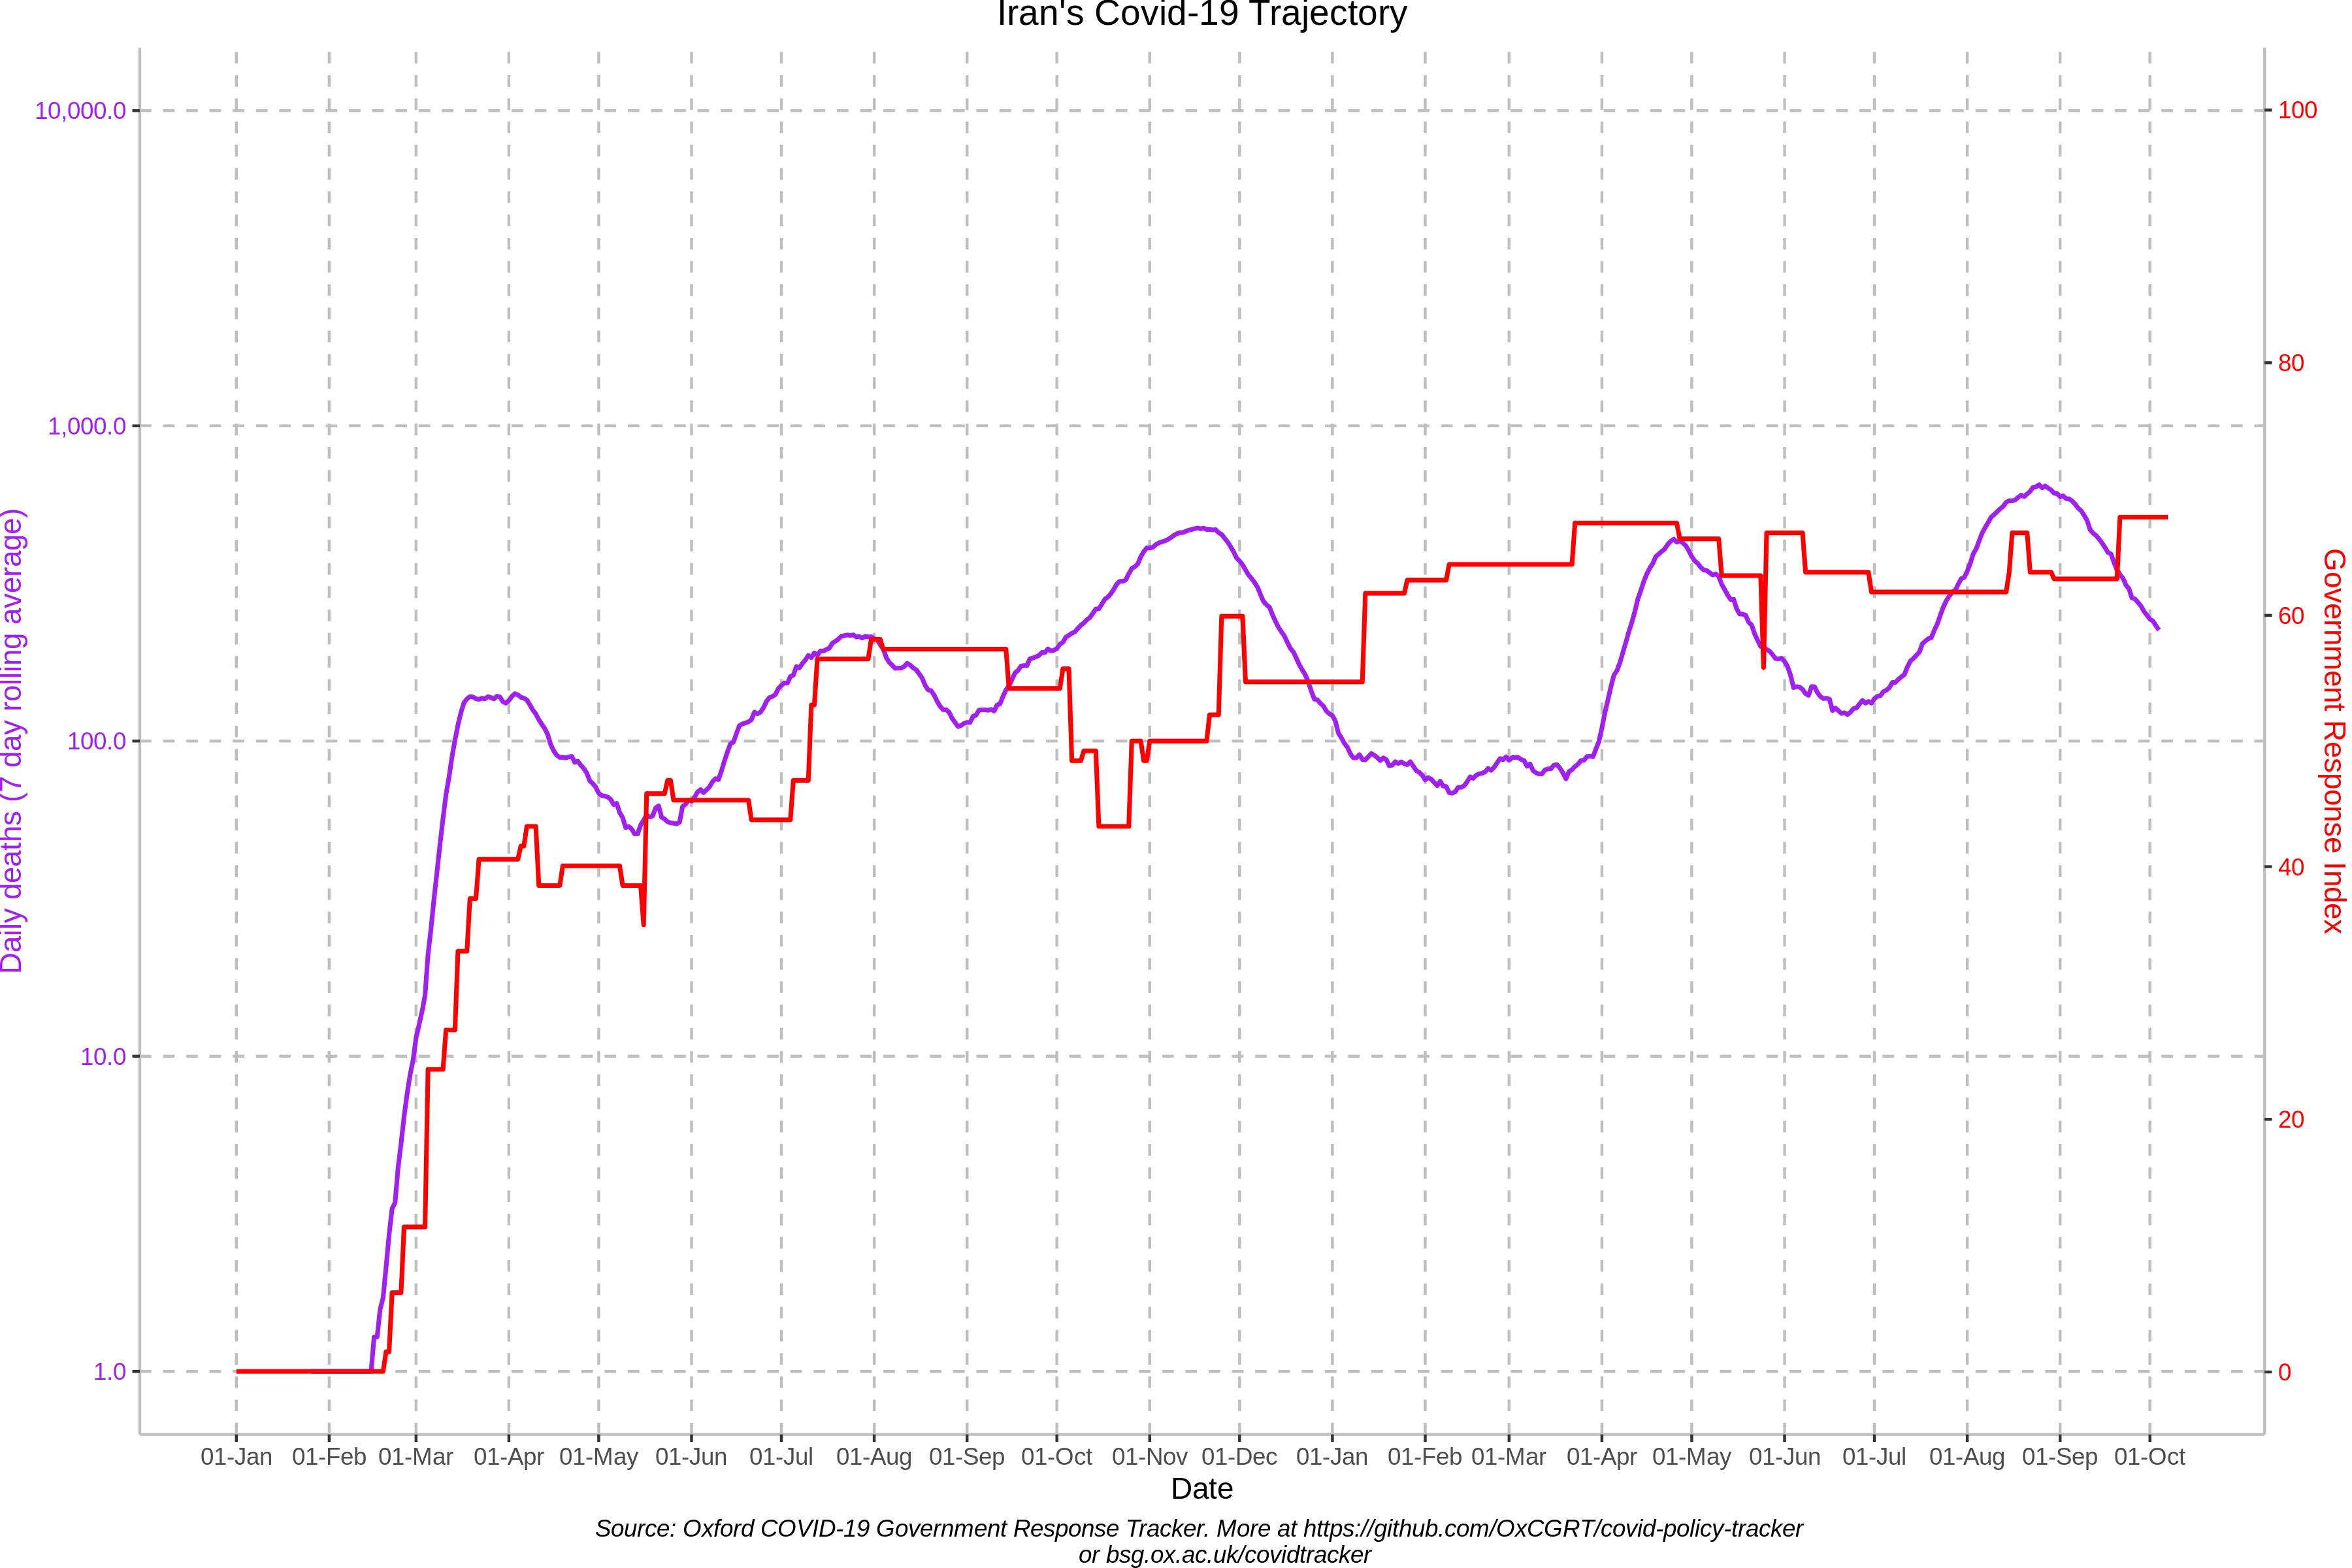 Iran's Covid-19 Trajectory
10,000.0
1,000.0
100.0
10.0
1.0
Daily deaths (7 day rolling average)
100
80
60
40
20
0
Government Response Index
01-Jan 01-Feb 01-Mar 01-Apr 01-May 01-Jun 01-Jul 01-Aug 01-Sep 01-Oct 01-Nov 01-Dec 01-Jan 01-Feb 01-Mar 01-Apr 01-May 01-Jun 01-Jul 01-Aug 01-Sep 01-Oct
Date
Source: Oxford COVID-19 Government Response Tracker. More at https://github.com/OxCGRT/covid-policy-tracker
or bsg.ox.ac.uk/covidtracker